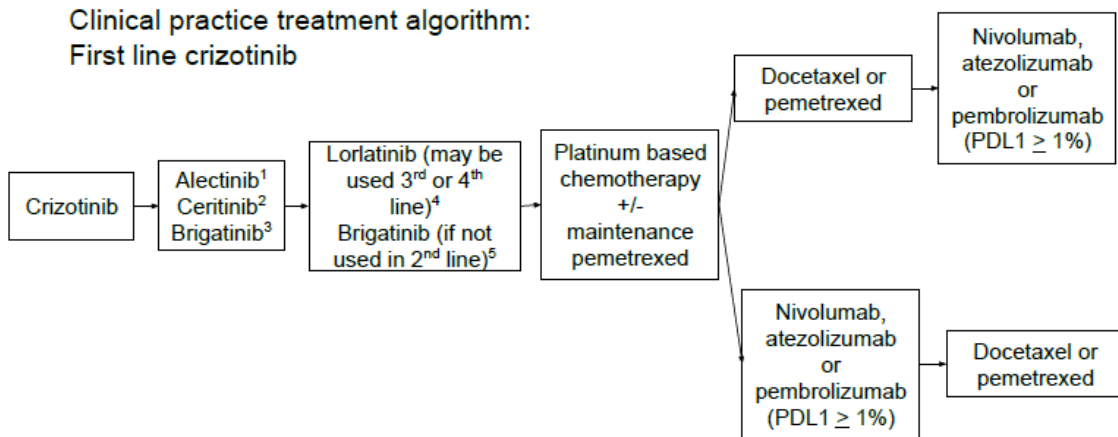 Clinical practice treatment algorithm:
First line crizotinib
Crizotinib
Alectinib¹
Ceritinib²
Brigatinib³
Lorlatinib (may be
used 3rd or 4th
line)⁴
Brigatinib (if not
used in 2nd line)⁵
Platinum based
chemotherapy
+/-
maintenance
pemetrexed
Docetaxel or
pemetrexed
Nivolumab,
atezolizumab
or
pembrolizumab
(PDL1 ≥ 1%)
Nivolumab,
atezolizumab
or
pembrolizumab
(PDL1 ≥ 1%)
Docetaxel or
pemetrexed